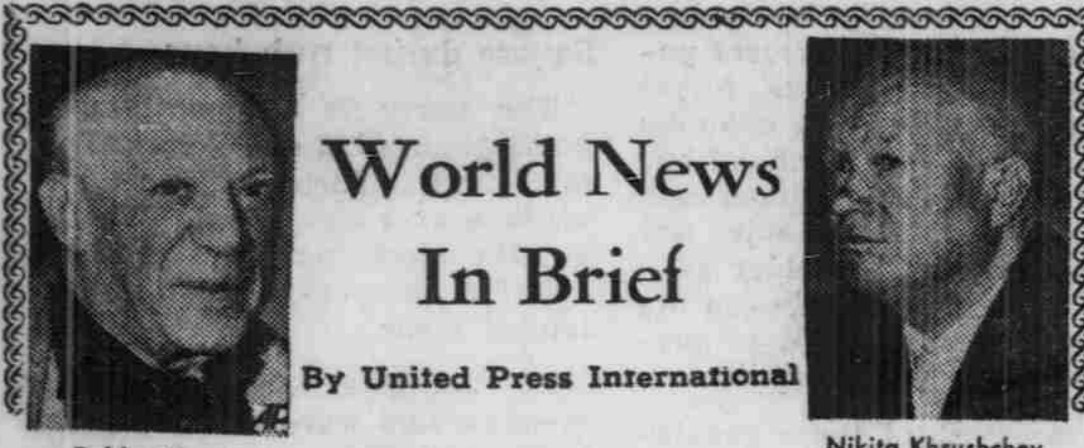 World News
In Brief
By United Press International
Nikita Khrushchev